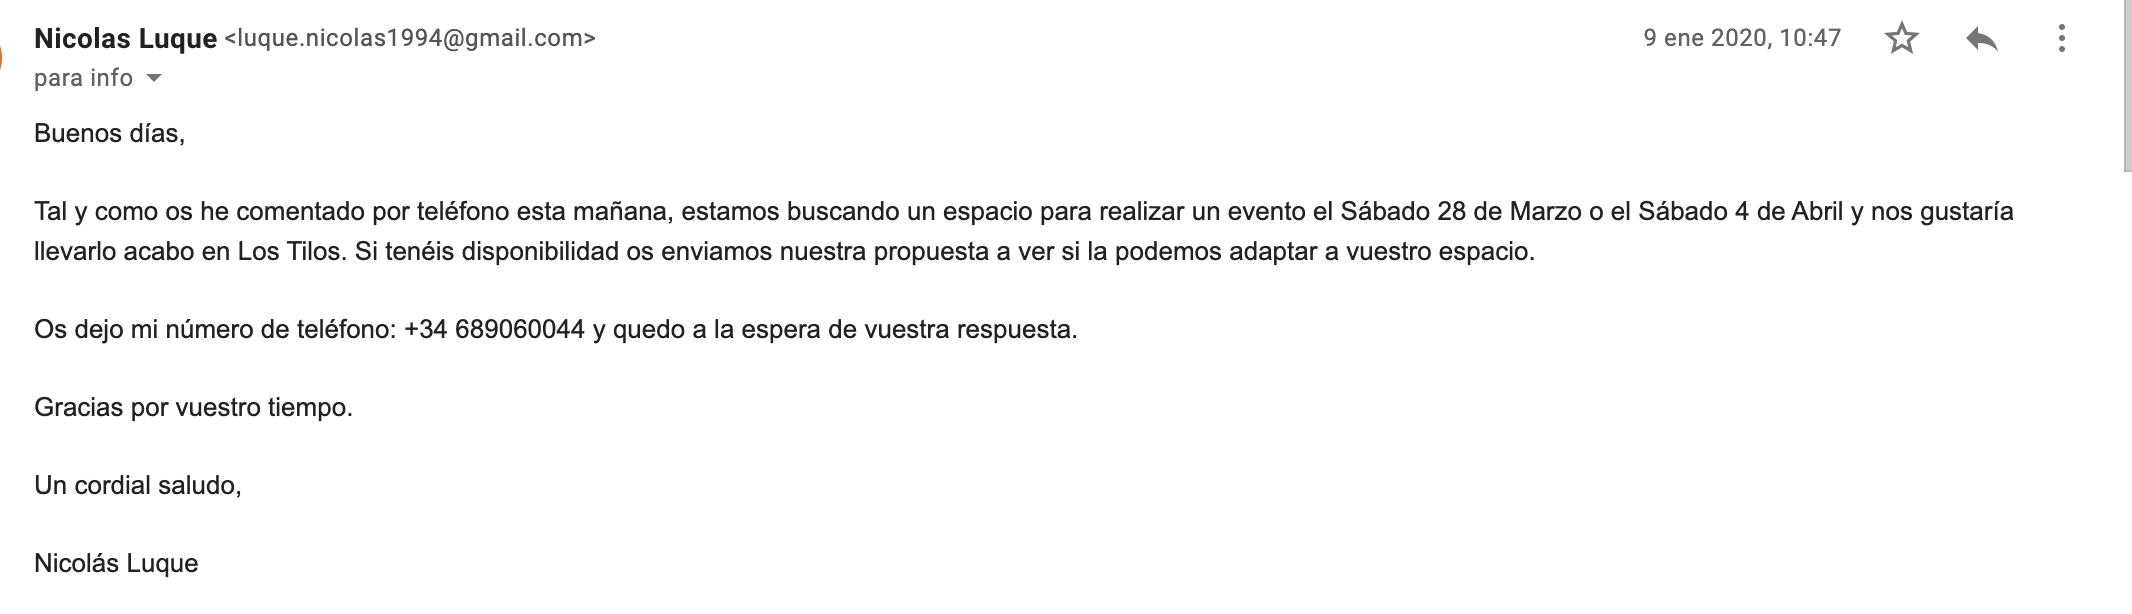 Nicolas Luque <luque.nicolas1994@gmail.com> 9 ene 2020, 10:47
para info
Buenos días,
Tal y como os he comentado por teléfono esta mañana, estamos buscando un espacio para realizar un evento el Sábado 28 de Marzo o el Sábado 4 de Abril y nos gustaría
llevarlo acabo en Los Tilos. Si tenéis disponibilidad os enviamos nuestra propuesta a ver si la podemos adaptar a vuestro espacio.
Os dejo mi número de teléfono: +34 689060044 y quedo a la espera de vuestra respuesta.
Gracias por vuestro tiempo.
Un cordial saludo,
Nicolás Luque